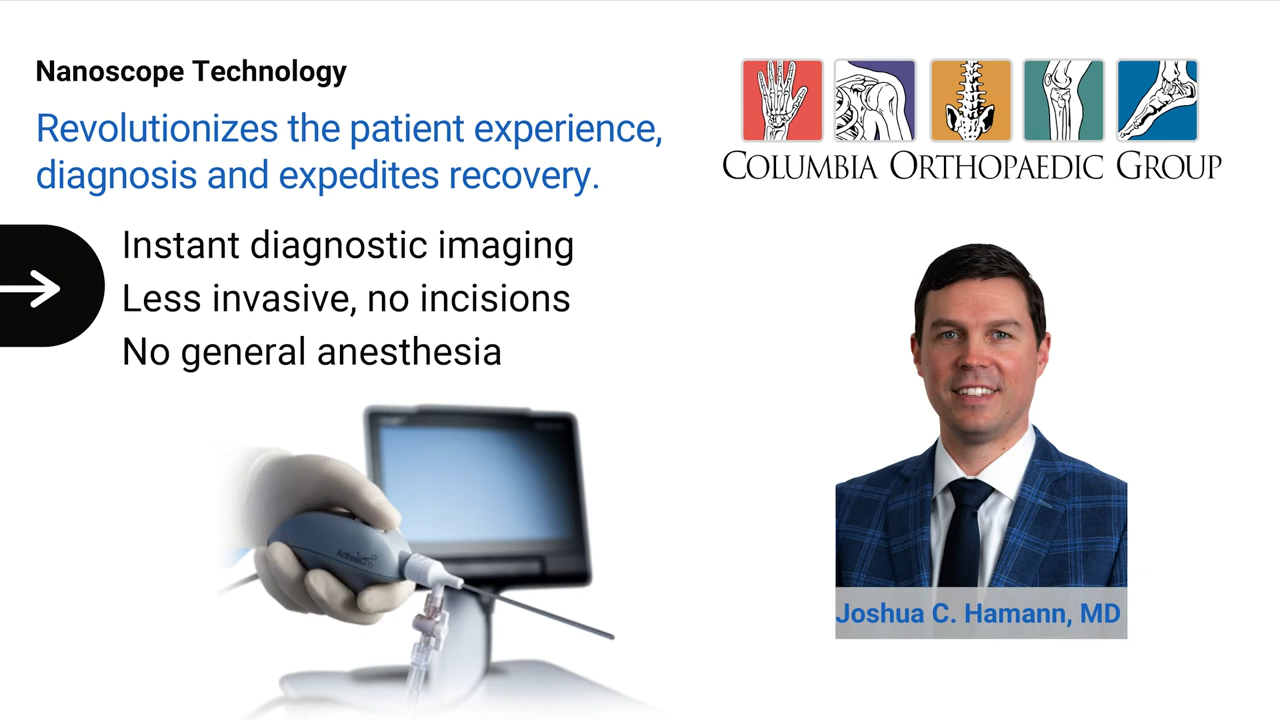 Nanoscope Technology
Revolutionizes the patient experience,
diagnosis and expedites recovery.
Instant diagnostic imaging
Less invasive, no incisions
No general anesthesia
COLUMBIA ORTHOPAEDIC GROUP
Joshua C. Hamann, MD